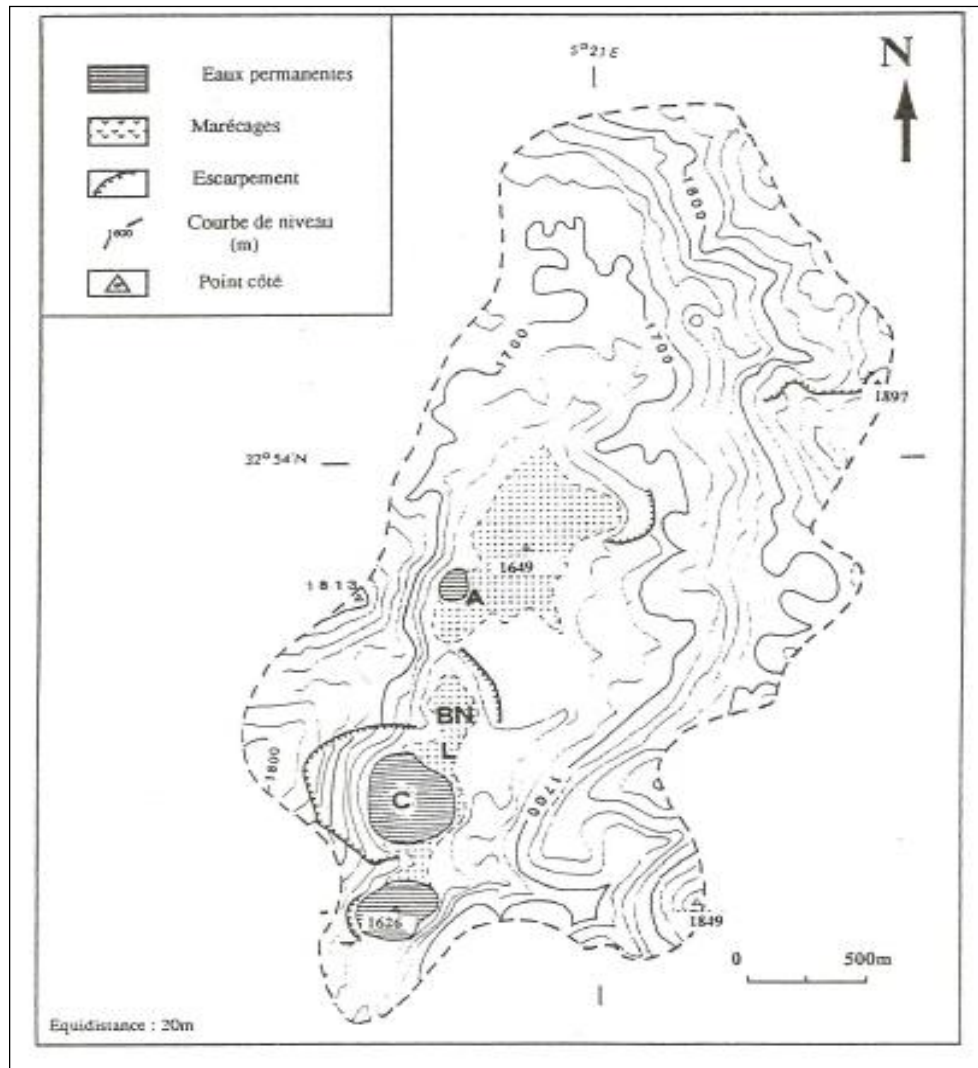 Eaux permanentes
Marécages
Escarpement
1600
Courbe de niveau
(m)
Point côté
5° 21 E
N
1800
1700
1700
1897
32° 54'N
1649
1813
A
BN
L
1800
C
1700
1626
1849
0 500m
Equidistance : 20m